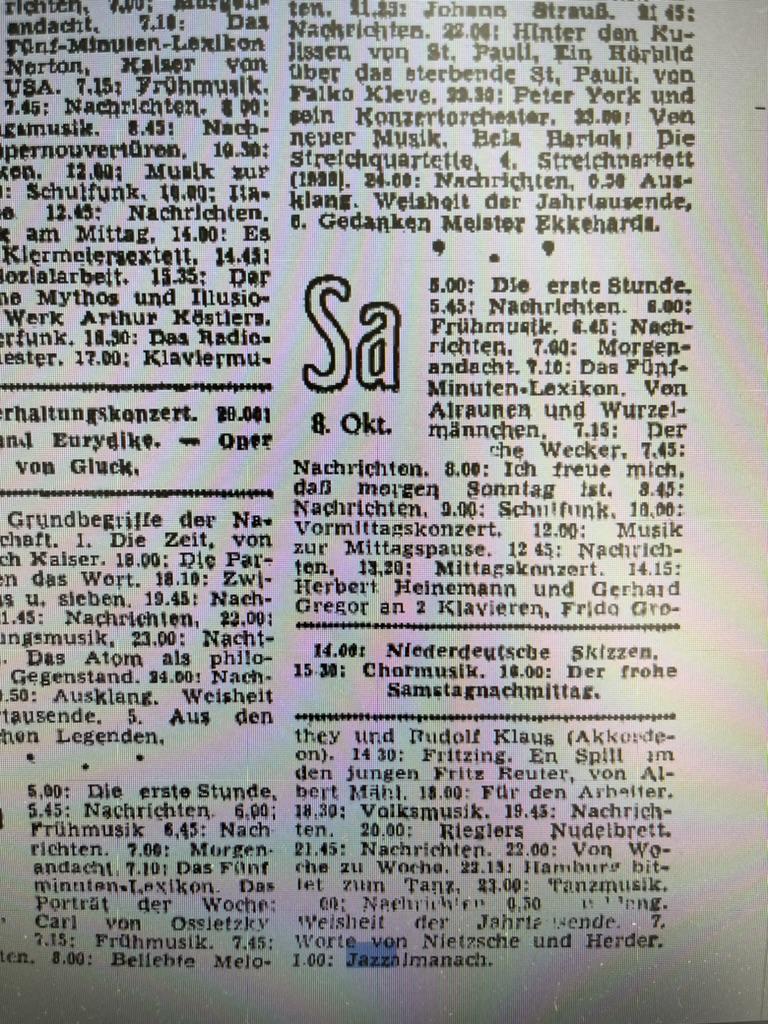 richten,
andacht. 7.10: Das
Fünf-Minuten-Lexikon
Norton, Kaiser von
USA. 7.15: Frühmusik.
7.45: Nachrichten. 8 00:
gsmusik. 8.45: Nach-
pernouvertüren. 10.30:
ken. 12.00: Musik zur
: Schulfunk. 10.00: Ita-
e 12.45: Nachrichten.
k am Mittag. 14.00: Es
Klermeiersextett. 14.45:
ozialarbeit. 15.35: Der
ne Mythos und Illusio-
Werk Arthur Köstlers.
erfunk. 16.30: Das Radio-
ester. 17.00: Klaviermu-
erhaltungskonzert. 20.00:
and Eurydike. — Oper
von Gluck.
Grundbegriffe der Na-
chaft. 1. Die Zeit, von
ch Kaiser. 18.00: Die Par-
en das Wort. 18.10: Zwi-
s u. sieben. 19.45: Nach-
1.45: Nachrichten. 22.00:
ungsmusik. 23.00: Nacht-
. Das Atom als philo-
Gegenstand. 24.00: Nach-
0.50: Ausklang. Weisheit
rtausende. 5. Aus den
hen Legenden.
5.00: Die erste Stunde.
5.45: Nachrichten. 6.00:
Frühmusik 6.45: Nach-
richten. 7.00: Morgen-
andacht. 7.10: Das Fünf
minuten-Lexikon. Das
Porträt der Woche:
Carl von Ossietzky
7.15: Frühmusik. 7.45:
ten. 8.00: Beliebte Melo-
ten. 11.25: Johann Strauß. 21 45:
Nachrichten. 22.00: Hinter den Ku-
lissen von St. Pauli. Ein Hörbild
über das sterbende St. Pauli, von
Falko Kleve. 22.30: Peter York und
sein Konzertorchester. 23.00: Von
neuer Musik. Bela Bartok: Die
Streichquartette, 4. Streichquartett
(1928). 24.00: Nachrichten. 0.50 Aus-
klang. Weisheit der Jahrtausende,
6. Gedanken Meister Ekkehards.
Sa
8. Okt.
5.00: Die erste Stunde.
5.45: Nachrichten. 6.00:
Frühmusik. 6.45: Nach-
richten. 7.00: Morgen-
andacht. 7.10: Das Fünf-
Minuten-Lexikon. Von
Alraunen und Wurzel-
männchen. 7.15: Der
che Wecker. 7.45:
Nachrichten. 8.00: Ich freue mich,
daß morgen Sonntag ist. 8.45:
Nachrichten. 9.00: Schulfunk. 10.00:
Vormittagskonzert. 12.00: Musik
zur Mittagspause. 12 45: Nachrich-
ten. 13.20: Mittagskonzert. 14.15:
Herbert Heinemann und Gerhard
Gregor an 2 Klavieren, Frido Gro-
14.00: Niederdeutsche Skizzen.
15 30: Chormusik. 16.00: Der frohe
Samstagnachmittag.
they und Rudolf Klaus (Akkorde-
on). 14 30: Fritzing. En Spill um
den jungen Fritz Reuter, von Al-
bert Mähl. 18.00: Für den Arbeiter.
18.30: Volksmusik. 19.45: Nachrich-
ten. 20.00: Rieglers Nudelbrett.
21.45: Nachrichten. 22.00: Von Wo-
che zu Woche. 22.15: Hamburg bit-
tet zum Tanz. 23.00: Tanzmusik.
00: Nachrichten 0.50
Weisheit der Jahrtausende. 7.
Worte von Nietzsche und Herder.
1.00: Jazzalmanach.